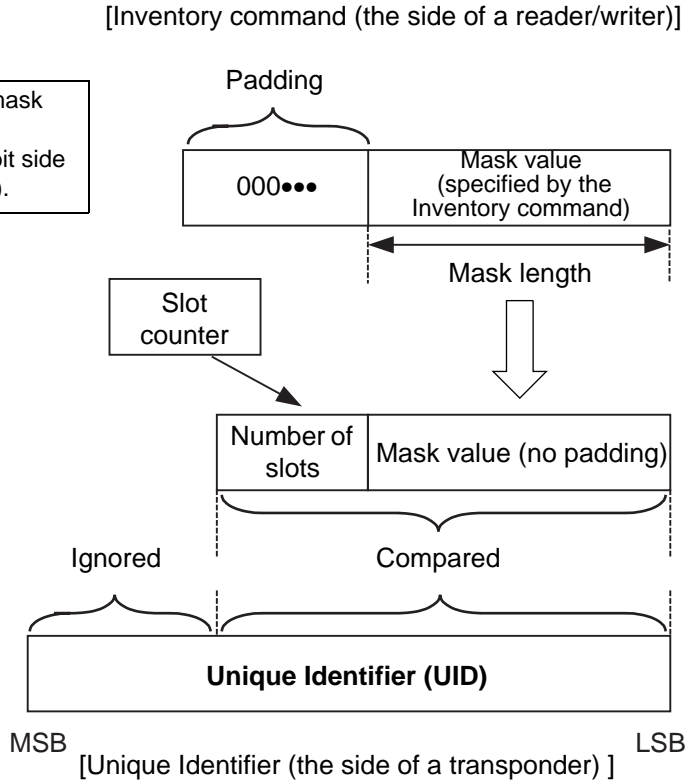 [Inventory command (the side of a reader/writer)]
Padding
mask
bit side
).
000•••
Mask value
(specified by the
Inventory command)
Mask length
Slot
counter
Number of
slots
Mask value (no padding)
Ignored
Compared
Unique Identifier (UID)
MSB
LSB
[Unique Identifier (the side of a transponder) ]